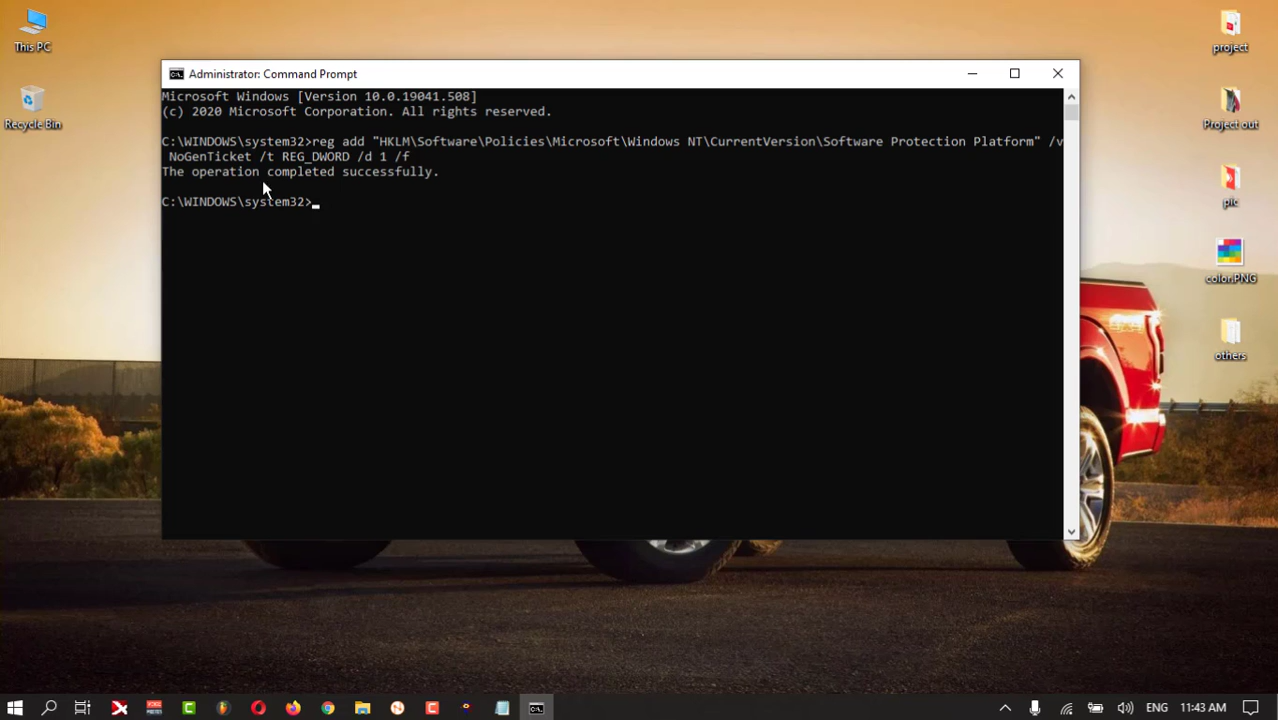 This PC
Recycle Bin
Administrator: Command Prompt
Microsoft Windows [Version 10.0.19041.508]
(c) 2020 Microsoft Corporation. All rights reserved.
C:\WINDOWS\system32>reg add "HKLM\Software\Policies\Microsoft\Windows NT\CurrentVersion\Software Protection Platform" /v
NoGenTicket /t REG_DWORD /d 1 /f
The operation completed successfully.
C:\WINDOWS\system32>
project
Project out
pic
color.PNG
others
ENG
11:43 AM